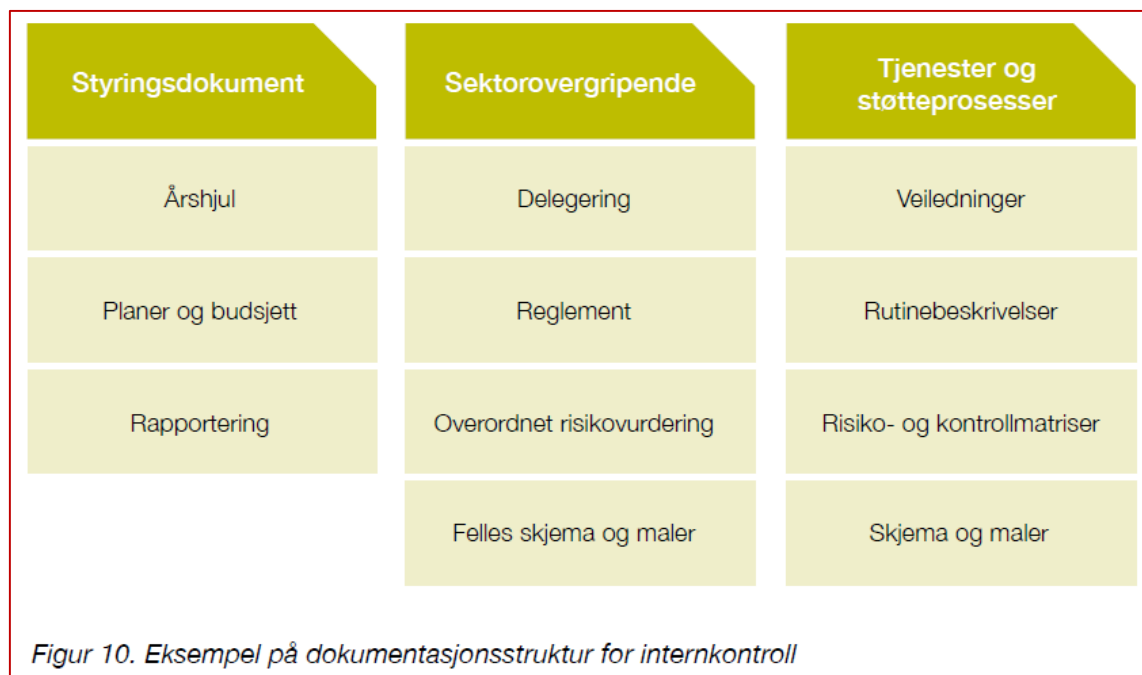 Styringsdokument
Årshjul
Planer og budsjett
Rapportering
Sektorovergripende
Delegering
Reglement
Overordnet risikovurdering
Felles skjema og maler
Tjenester og
støtteprosesser
Veiledninger
Rutinebeskrivelser
Risiko- og kontrollmatriser
Skjema og maler
Figur 10. Eksempel på dokumentasjonsstruktur for internkontroll